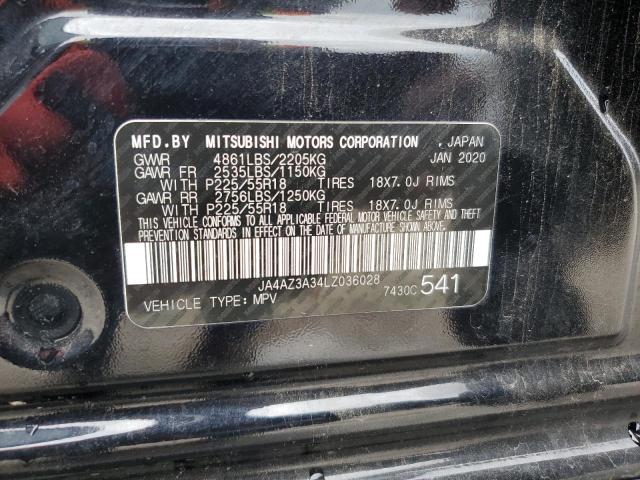 MFD.BY MITSUBISHI MOTORS CORPORATION , JAPAN
GVWR 4861LBS/2205KG JAN 2020
GAWR FR 2535LBS/1150KG
WITH P225/55R18 TIRES 18X7.0J RIMS
GAWR RR 2756LBS/1250KG
WITH P225/55R18 TIRES 18X7.0J RIMS
THIS VEHICLE CONFORMS TO ALL APPLICABLE FEDERAL MOTOR VEHICLE SAFETY AND THEFT
PREVENTION STANDARDS IN EFFECT ON THE DATE OF MANUFACTURE SHOWN ABOVE.
JA4AZ3A34LZ036028
VEHICLE TYPE: MPV 7430C 541